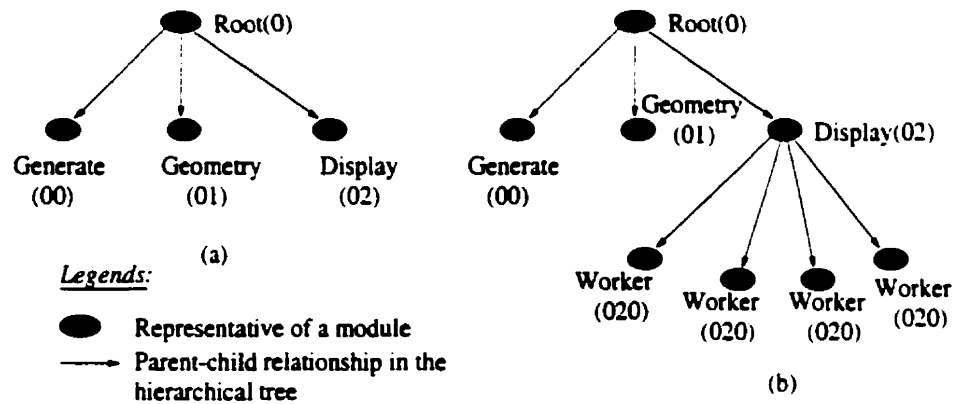 Root(0)
Generate
(00)
Geometry
(01)
Display
(02)
(a)
Legends:
Representative of a module
Parent-child relationship in the
hierarchical tree
Root(0)
Generate
(00)
Geometry
(01)
Display(02)
Worker
(020)
Worker
(020)
Worker
(020)
Worker
(020)
(b)